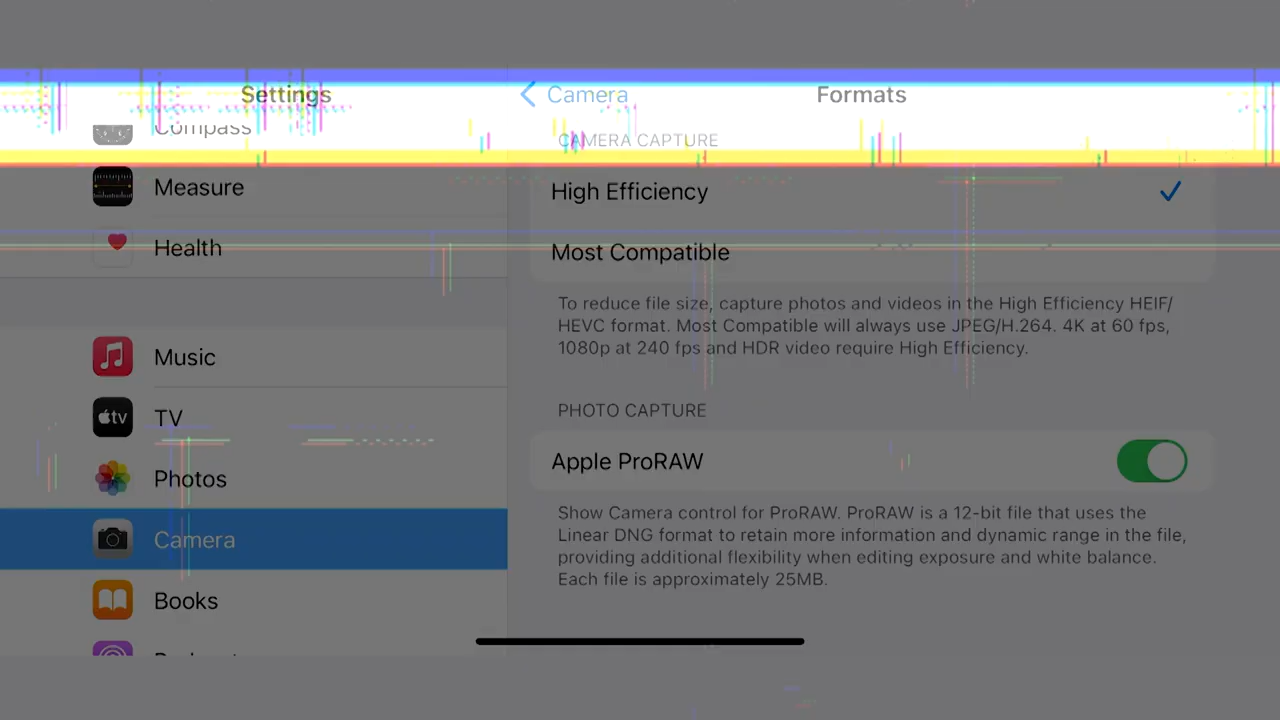 Settings
Compass
Measure
Health
Music
tv
TV
Photos
Camera
Books
Camera
Formats
CAMERA CAPTURE
High Efficiency
Most Compatible
To reduce file size, capture photos and videos in the High Efficiency HEIF/
HEVC format. Most Compatible will always use JPEG/H.264. 4K at 60 fps,
1080p at 240 fps and HDR video require High Efficiency.
PHOTO CAPTURE
Apple ProRAW
Show Camera control for ProRAW. ProRAW is a 12-bit file that uses the
Linear DNG format to retain more information and dynamic range in the file,
providing additional flexibility when editing exposure and white balance.
Each file is approximately 25MB.